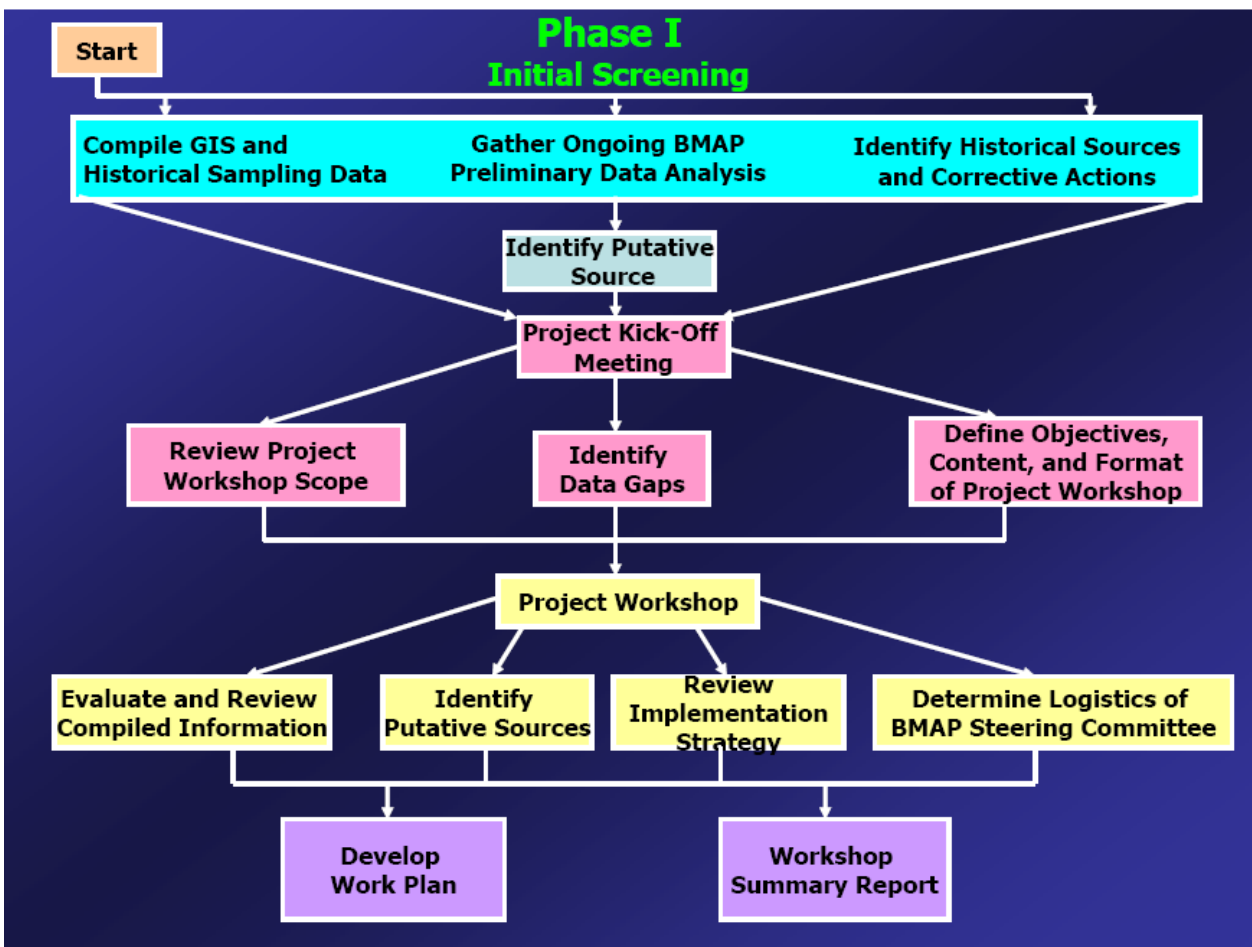 Start
Phase I
Initial Screening
Compile GIS and
Historical Sampling Data
Gather Ongoing BMAP
Preliminary Data Analysis
Identify Historical Sources
and Corrective Actions
Identify Putative
Source
Project Kick-Off
Meeting
Review Project
Workshop Scope
Identify
Data Gaps
Define Objectives,
Content, and Format
of Project Workshop
Project Workshop
Evaluate and Review
Compiled Information
Identify
Putative Sources
Review
Implementation
Strategy
Determine Logistics of
BMAP Steering Committee
Develop
Work Plan
Workshop
Summary Report